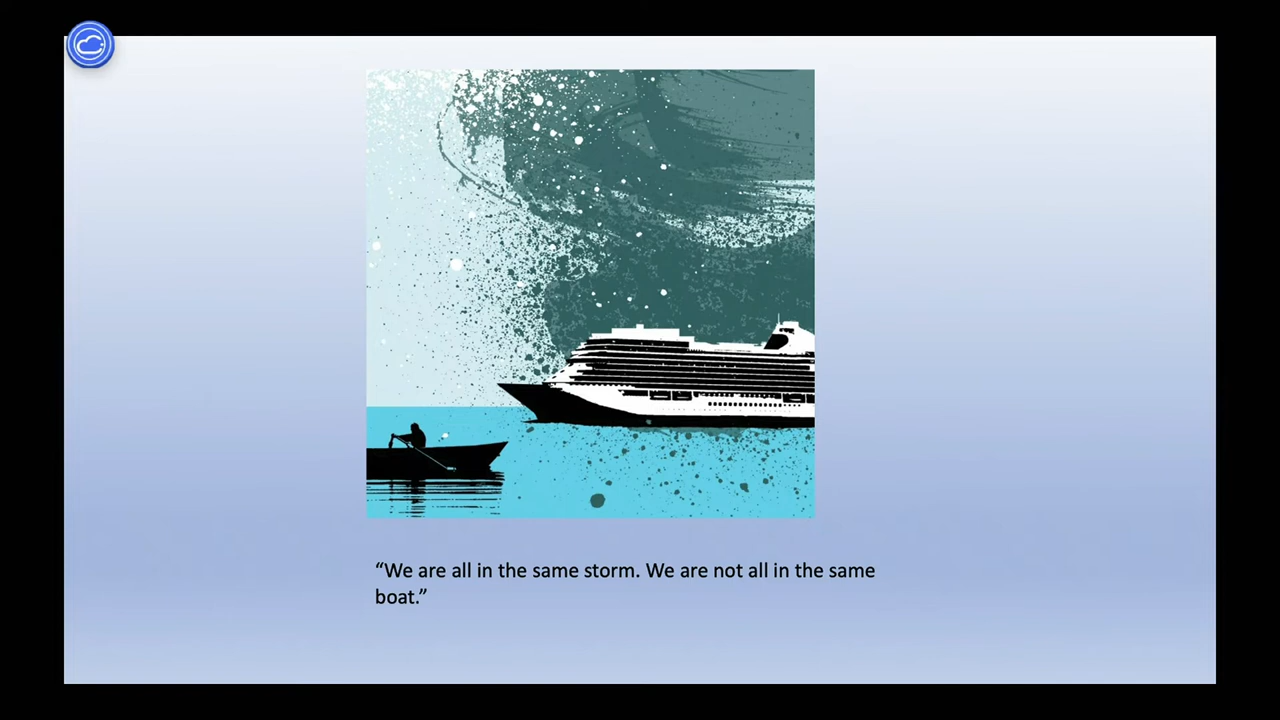 “We are all in the same storm. We are not all in the same
boat.”